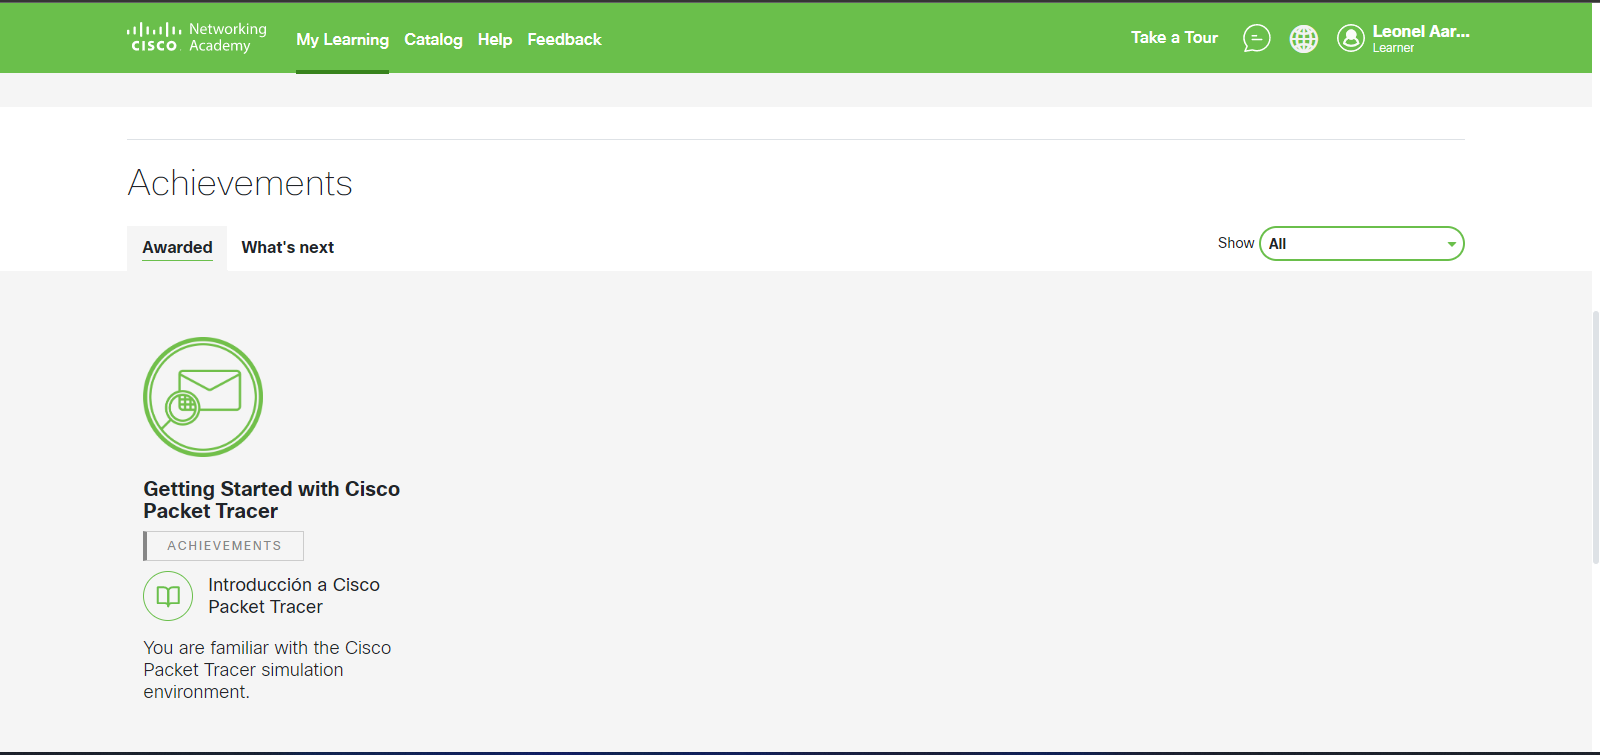 Networking
CISCO Academy
My Learning Catalog Help Feedback
Take a Tour
Leonel Aar...
Learner
Achievements
Awarded What's next
Show All
Getting Started with Cisco
Packet Tracer
ACHIEVEMENTS
Introducción a Cisco
Packet Tracer
You are familiar with the Cisco
Packet Tracer simulation
environment.